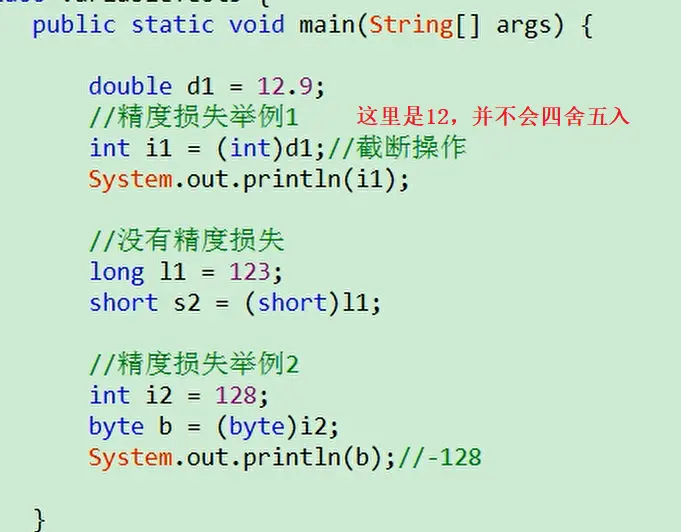 public static void main(String[] args) {
double d1 = 12.9;
//精度损失举例1 这里是12，并不会四舍五入
int i1 = (int)d1;//截断操作
System.out.println(i1);
//没有精度损失
long l1 = 123;
short s2 = (short)l1;
//精度损失举例2
int i2 = 128;
byte b = (byte)i2;
System.out.println(b);//-128
}